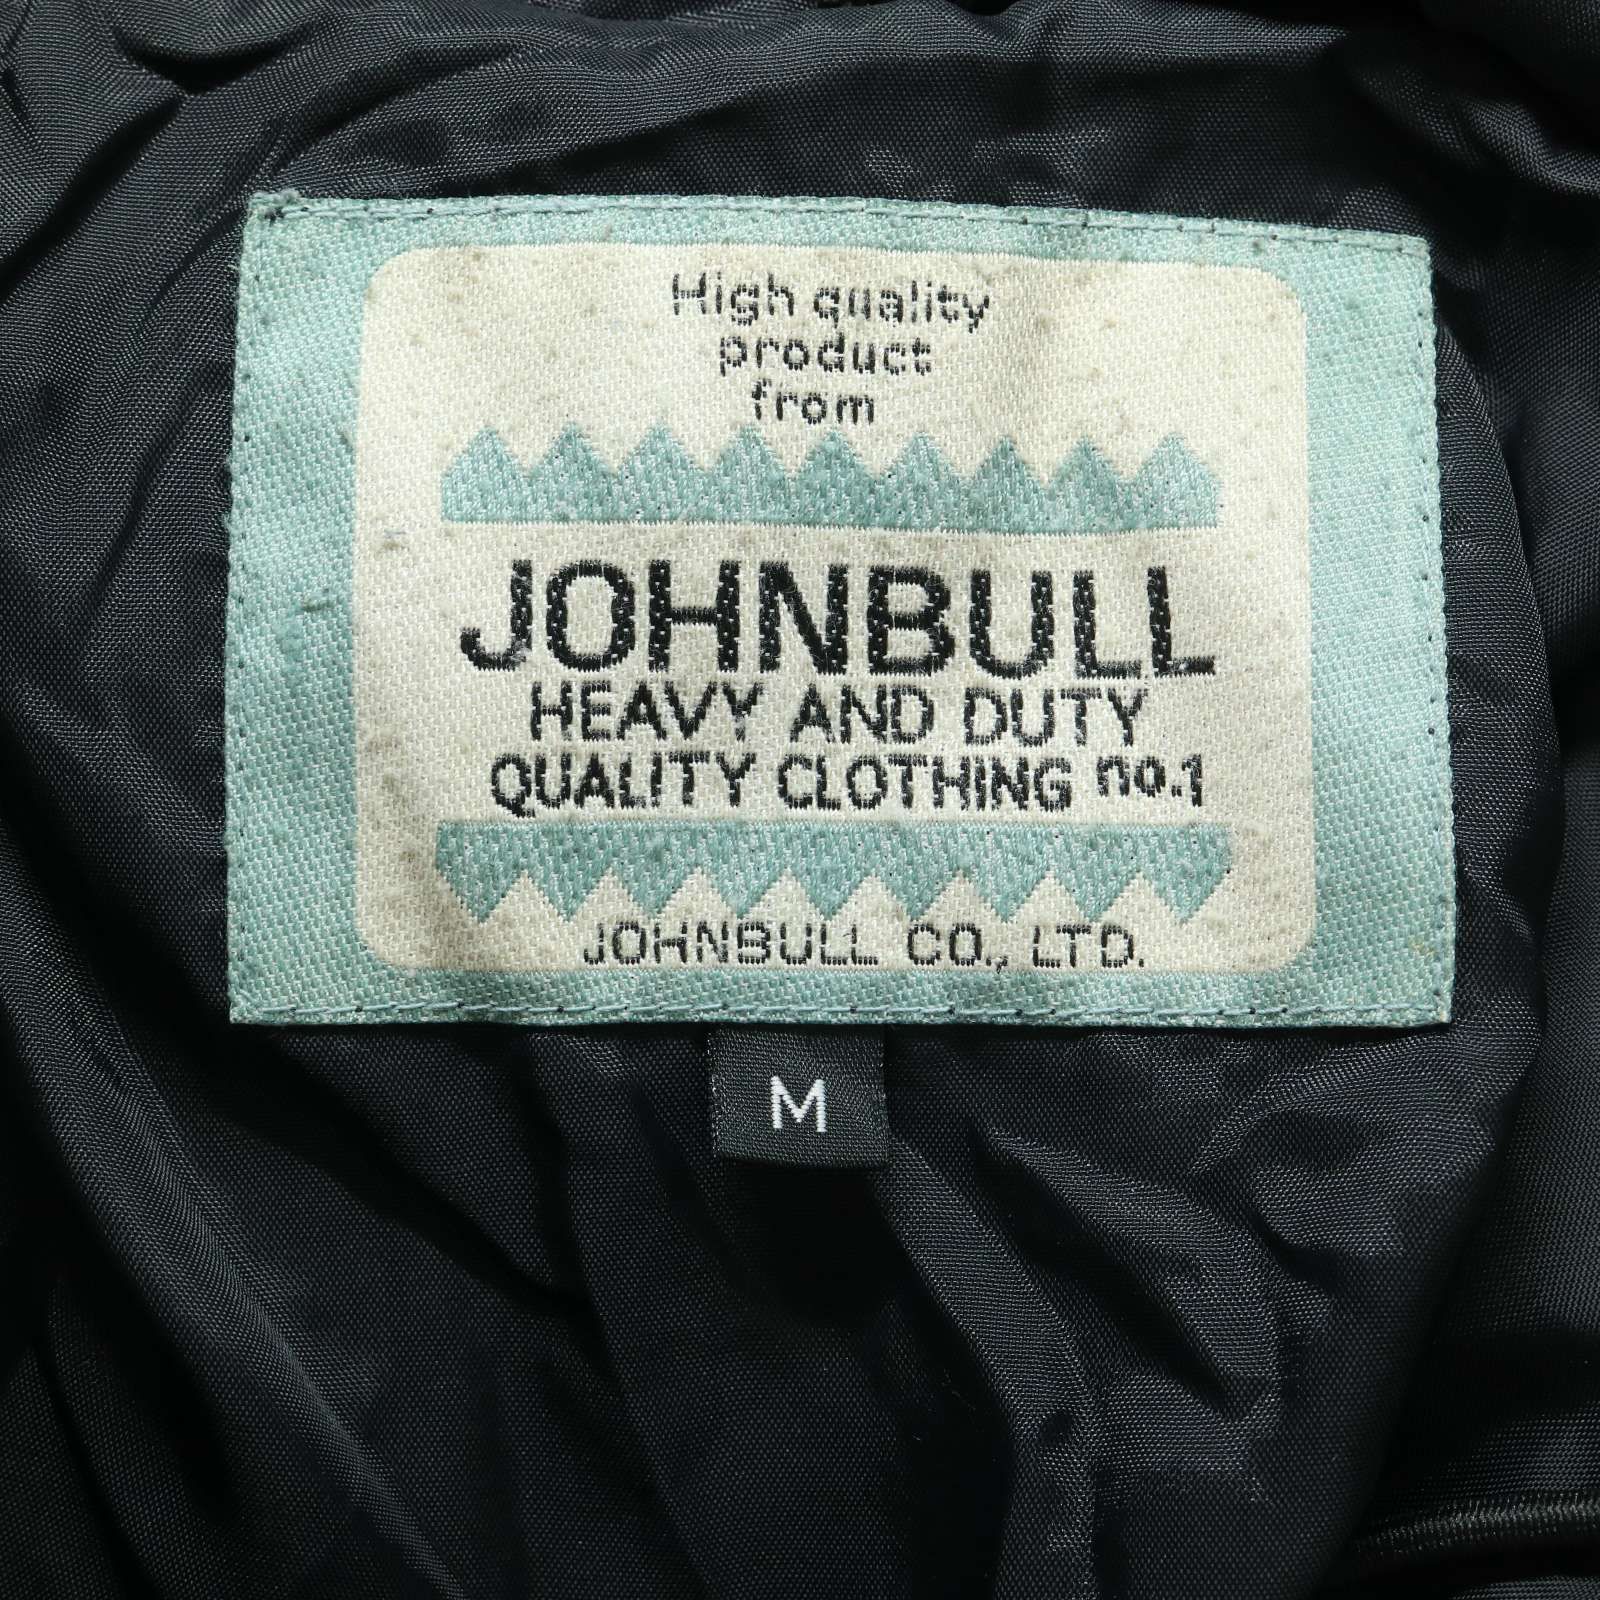 High quality
product
from
JOHNBULL
HEAVY AND DUTY
QUALITY CLOTHING no.1
JOHNBULL CO., LTD.
M